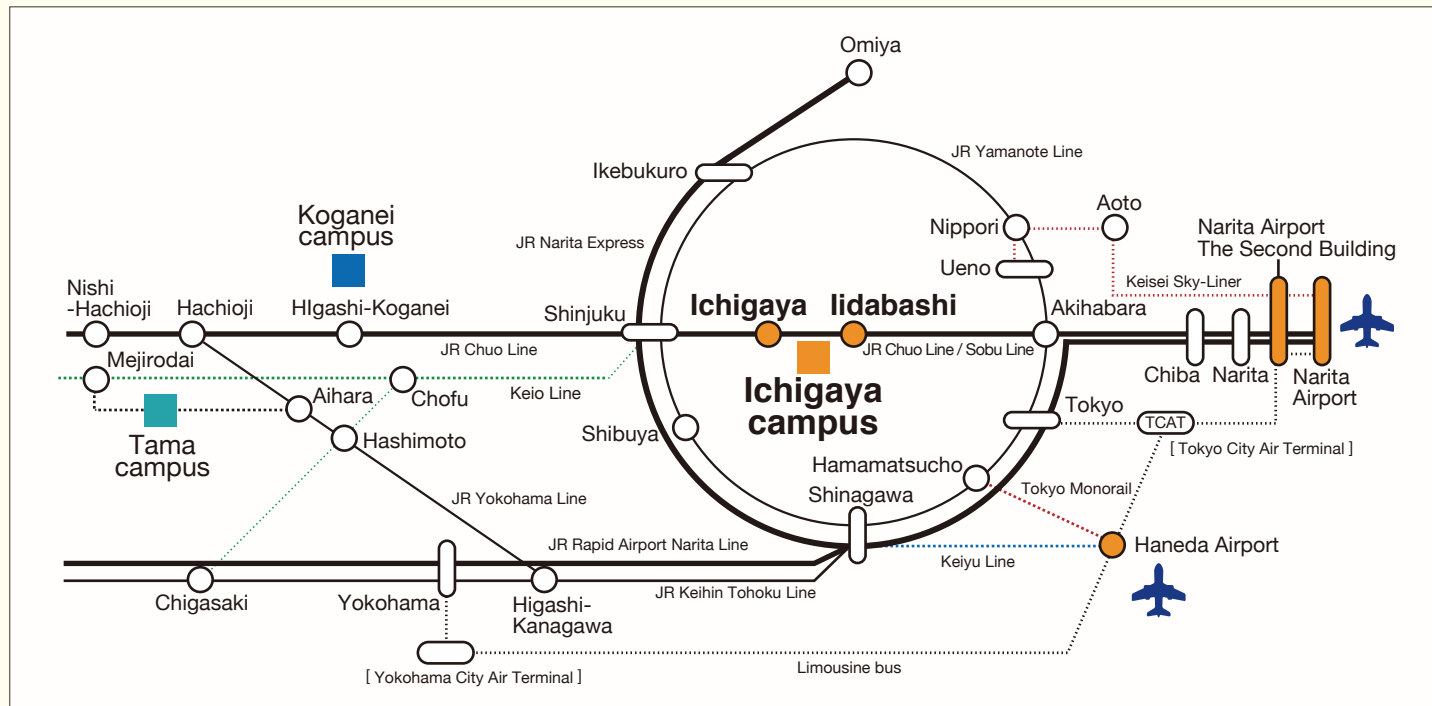 Omiya
JR Yamanote Line
Ikebukuro
Koganei
campus
Aoto
Nippori
Narita Airport
The Second Building
JR Narita Express
Ueno
Keisei Sky-Liner
Nishi
-Hachioji
Hachioji
HIgashi-Koganei
Shinjuku
Ichigaya
Iidabashi
Akihabara
JR Chuo Line
JR Chuo Line / Sobu Line
Mejirodai
Keio Line
Chofu
Aihara
Ichigaya
campus
Chiba
Narita
Narita
Airport
Tokyo
TCAT
[ Tokyo City Air Terminal ]
Tama
campus
Hashimoto
Shibuya
Hamamatsucho
Shinagawa
Tokyo Monorail
JR Yokohama Line
JR Rapid Airport Narita Line
Keiyu Line
Haneda Airport
Chigasaki
Yokohama
Higashi-
Kanagawa
JR Keihin Tohoku Line
Limousine bus
[ Yokohama City Air Terminal ]